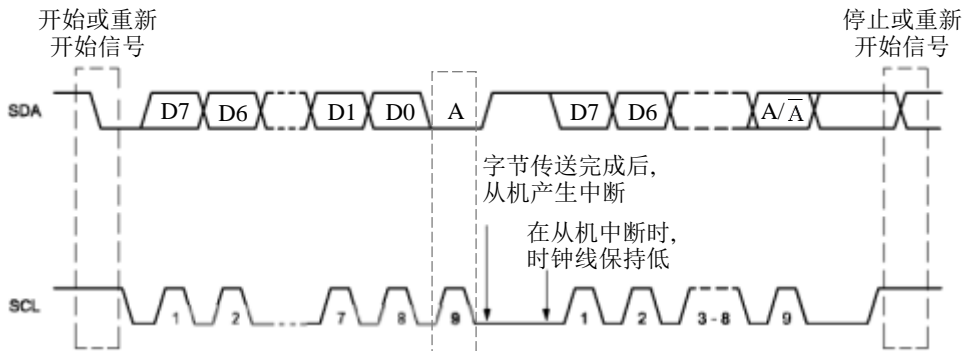 开始或重新
开始信号
停止或重新
开始信号
SDA
D7 D6 D1 D0 A D7 D6 A/A̅
字节传送完成后,
从机产生中断
在从机中断时,
时钟线保持低
SCL
1 2 7 8 9 1 2 3 - 8 9